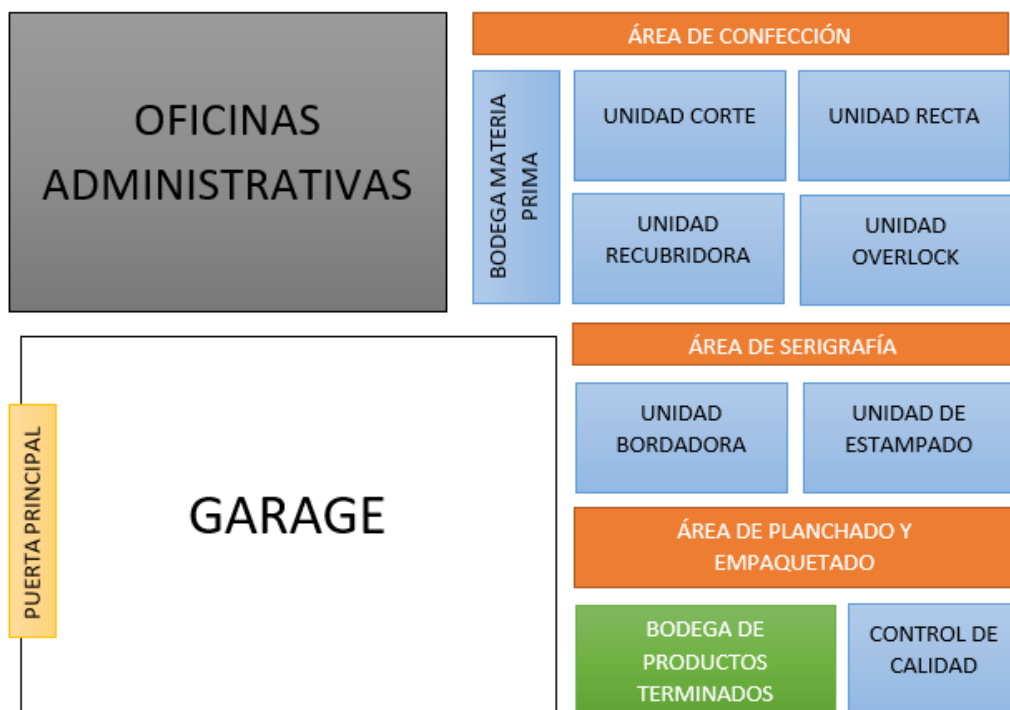 OFICINAS
ADMINISTRATIVAS
ÁREA DE CONFECCIÓN
BODEGA MATERIA
PRIMA
UNIDAD CORTE
UNIDAD RECTA
UNIDAD
RECUBRIDORA
UNIDAD
OVERLOCK
PUERTA PRINCIPAL
GARAGE
ÁREA DE SERIGRAFÍA
UNIDAD
BORDADORA
UNIDAD DE
ESTAMPADO
ÁREA DE PLANCHADO Y
EMPAQUETADO
BODEGA DE
PRODUCTOS
TERMINADOS
CONTROL DE
CALIDAD